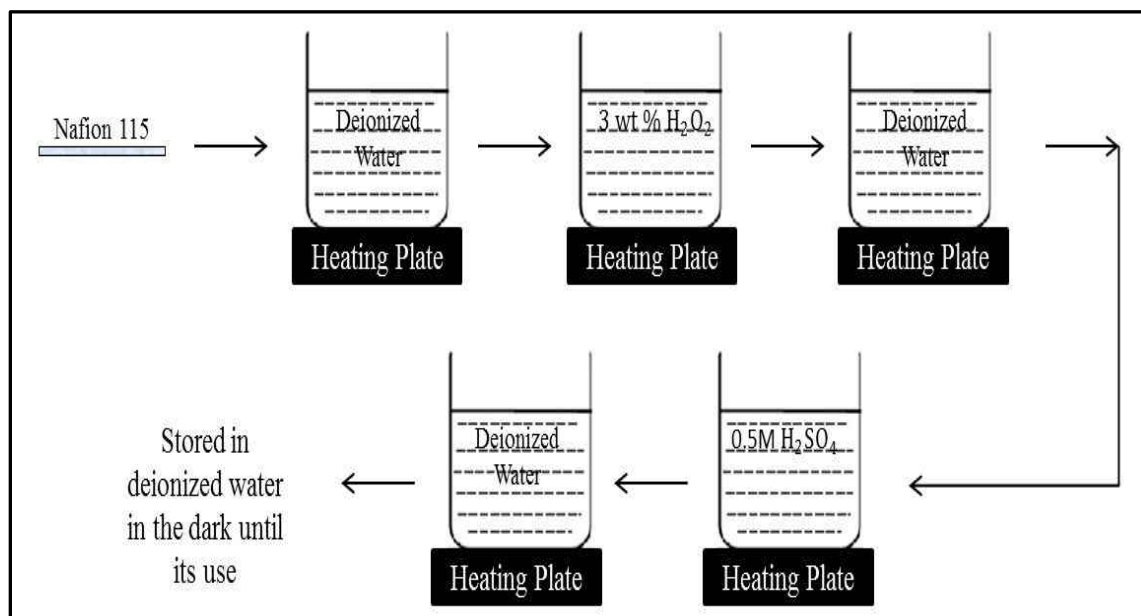 Nafion 115
Deionized
Water
Heating Plate
3 wt % H₂O₂
Heating Plate
Deionized
Water
Heating Plate
0.5M H₂SO₄
Heating Plate
Deionized
Water
Heating Plate
Stored in
deionized water
in the dark until
its use